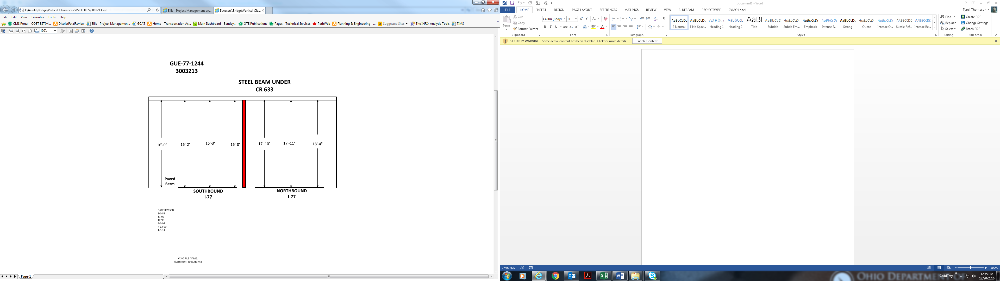 I:\Assets\Bridge\Vertical Clearances VISIO FILES\3003213.vsd
Ellis - Project Management an...
I:\Assets\Bridge\Vertical Cle...
File Edit View Favorites Tools Help
CMS Portal - COST ESTIM...
DistrictFatalReview
Ellis - Project Managemen...
GCAT
Home - Transportation As...
Main Dashboard - Bentley...
OTE Publications
Pages - Technical Services
PathWeb
Planning & Engineering - ...
Suggested Sites
The INRIX Analytic Tools
TIMS
100%
GUE-77-1244
3003213
STEEL BEAM UNDER
CR 633
16'-0" 16'-2" 16'-3" 16'-8" 17'-10" 17'-11" 18'-4"
Paved
Berm
SOUTHBOUND
I-77
NORTHBOUND
I-77
DATE REVISED
8-1-83
11-92
12-95
4-1-98
7-13-99
1-5-11
VISIO FILE NAME:
x:\brhieght 3003213.vsd
Page-1
Document1 - Word
FILE HOME INSERT DESIGN PAGE LAYOUT REFERENCES MAILINGS REVIEW VIEW BLUEBEAM PROJECTWISE DYMO Label
Tyrell Thompson
Paste
Cut
Copy
Format Painter
Clipboard
Calibri (Body) 11
Font
Paragraph
AaBbCcDc AaBbCcDc AaBbCc AaBbCcD AaBl AaBbCcD AaBbCcDc AaBbCcDc AaBbCcDc AaBbCcDc AaBbCcDc AaBbCcDc AABBCCDC AABBCCDC
¶ Normal ¶ No Spac... Heading 1 Heading 2 Title Subtitle Subtle Em... Emphasis Intense E... Strong Quote Intense Q... Subtle Ref... Intense Re...
Styles
Find
Replace
Select
Editing
Create PDF
Change Settings
Batch PDF
Bluebeam
SECURITY WARNING Some active content has been disabled. Click for more details. Enable Content
0 WORDS
100%
CaddTray
12:55 PM
12/20/2016
OHIO DEPARTMENT